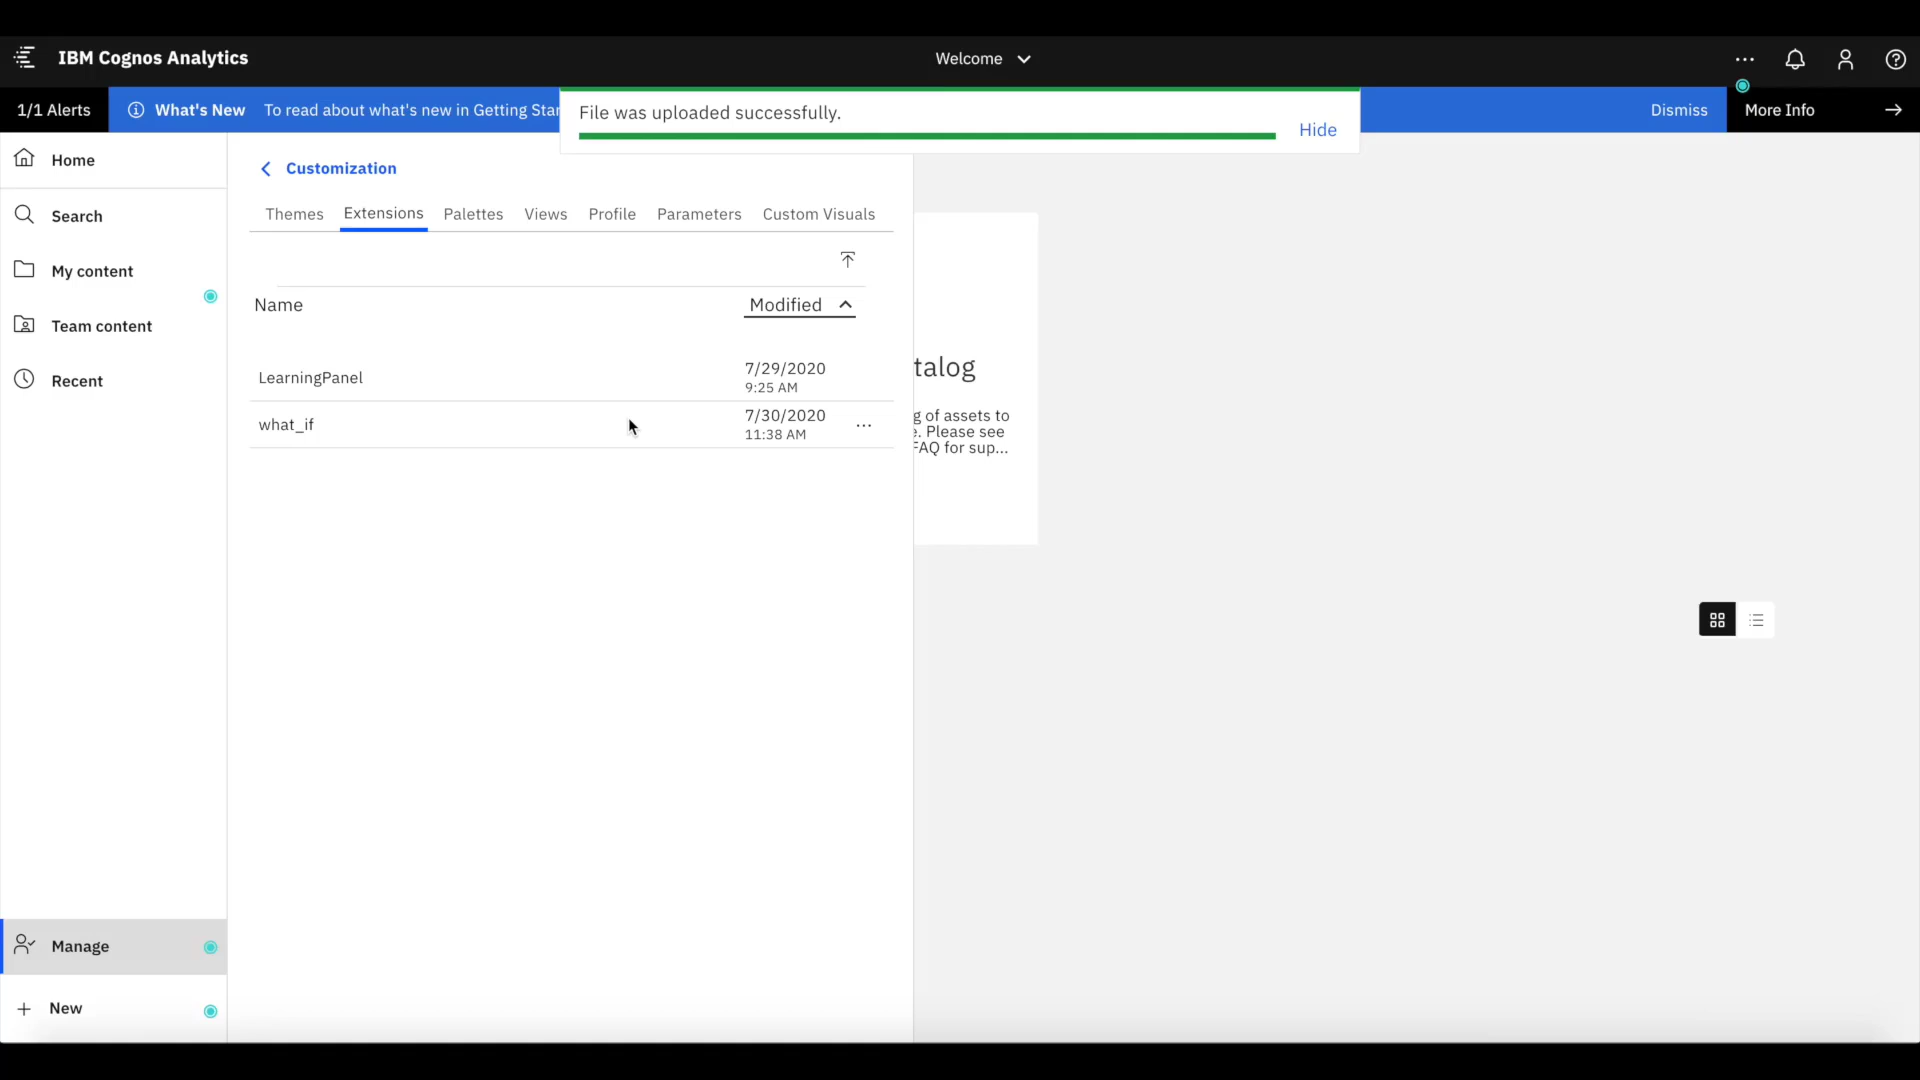 IBM Cognos Analytics
Welcome
1/1 Alerts
What's New To read about what's new in Getting Star
File was uploaded successfully.
Hide
Dismiss
More Info
Home
Search
My content
Team content
Recent
Manage
New
Customization
Themes Extensions Palettes Views Profile Parameters Custom Visuals
Name Modified
LearningPanel 7/29/2020
9:25 AM
what_if 7/30/2020
11:38 AM
talog
g of assets to
Please see
FAQ for sup...